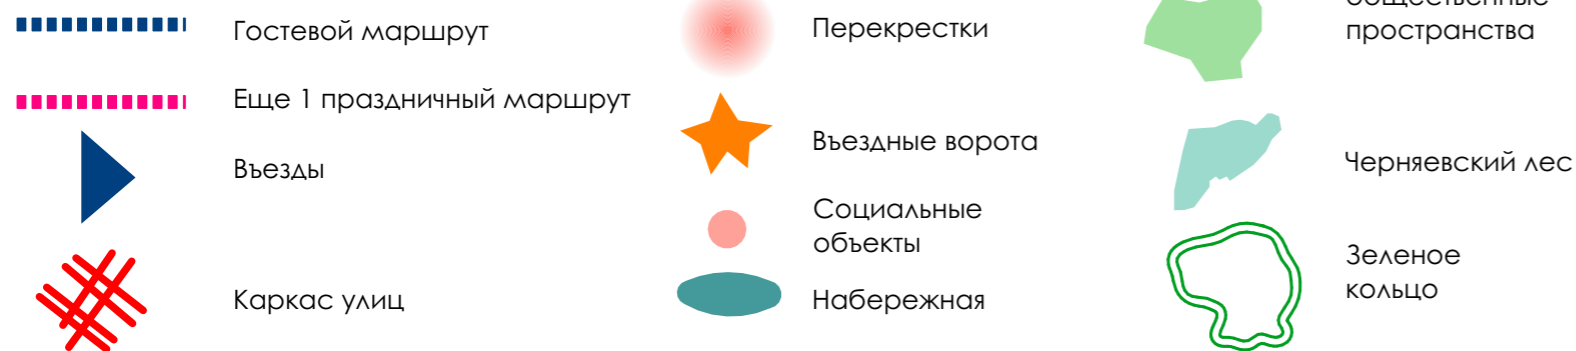 Гостевой маршрут
Еще 1 праздничный маршрут
Въезды
Каркас улиц
Перекрестки
Въездные ворота
Социальные
объекты
Набережная
общественные
пространства
Черняевский лес
Зеленое
кольцо